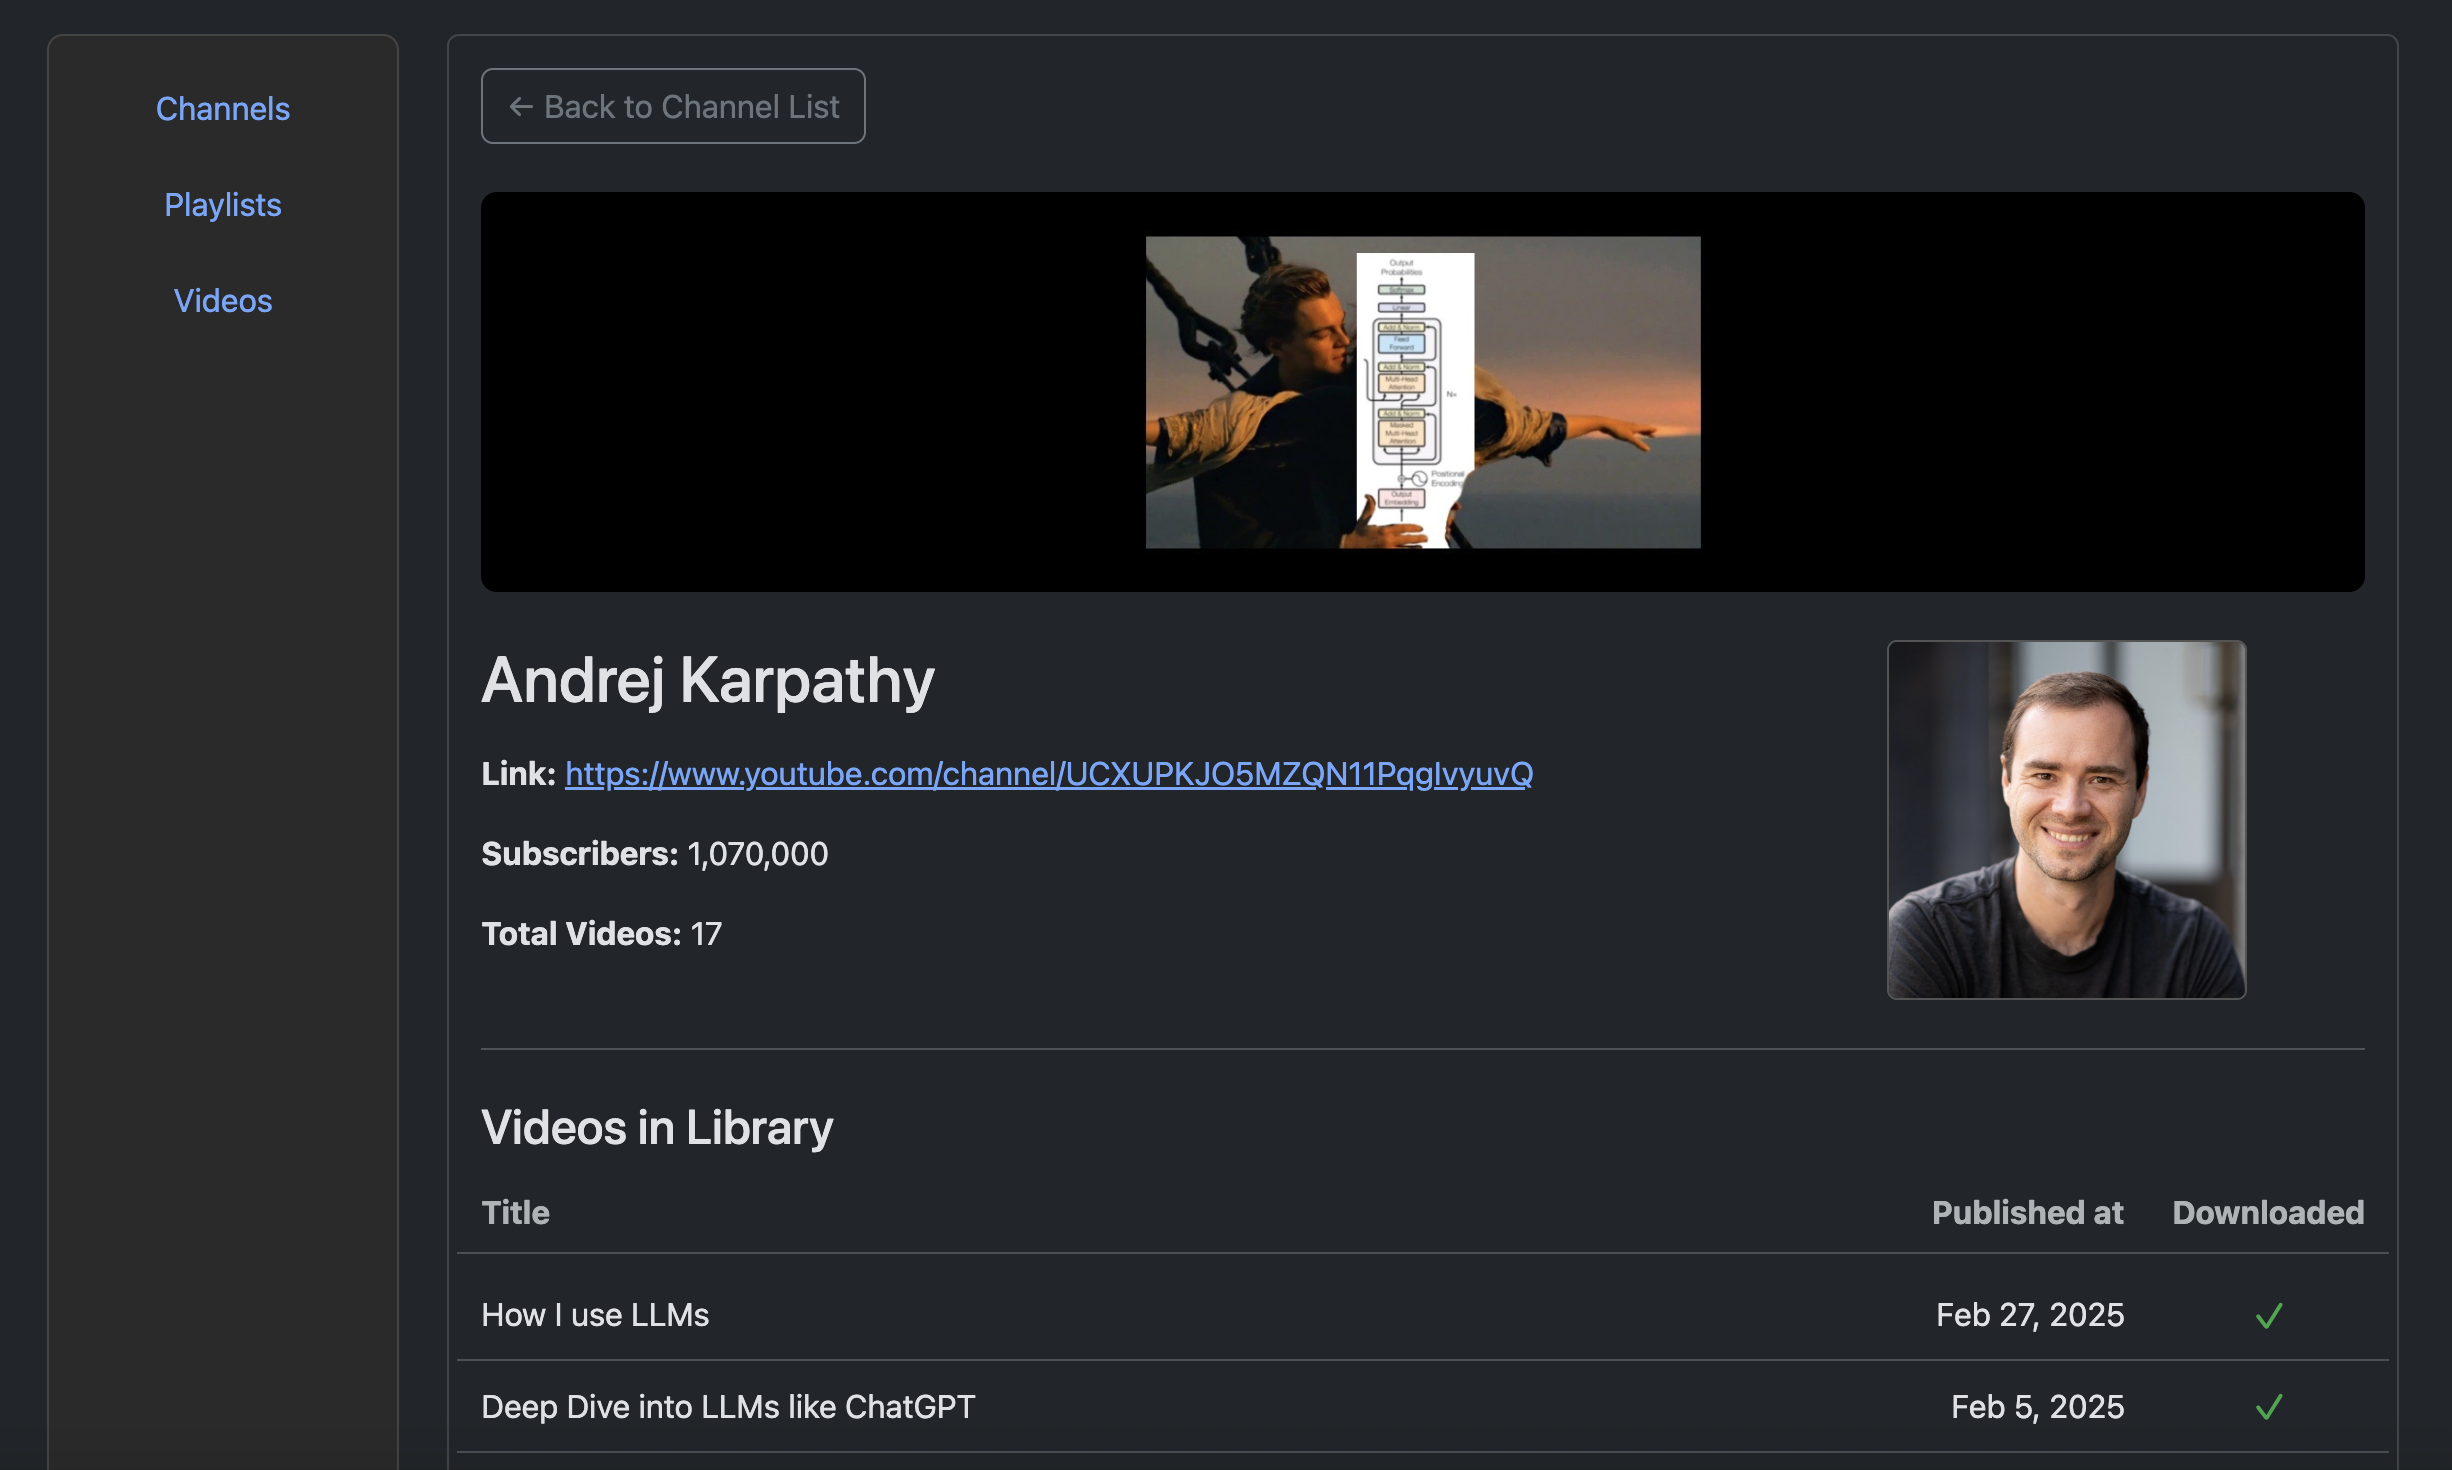 Channels
Playlists
Videos
← Back to Channel List
Output
Probabilities
Softmax
Linear
Add & Norm
Feed
Forward
Add & Norm
Multi-Head
Attention
Nx
Add & Norm
Masked
Multi-Head
Attention
Positional
Encoding
Output
Embedding
Andrej Karpathy
Link: https://www.youtube.com/channel/UCXUPKJO5MZQN11PqgIvyuvQ
Subscribers: 1,070,000
Total Videos: 17
Videos in Library
Title Published at Downloaded
How I use LLMs Feb 27, 2025 ✓
Deep Dive into LLMs like ChatGPT Feb 5, 2025 ✓